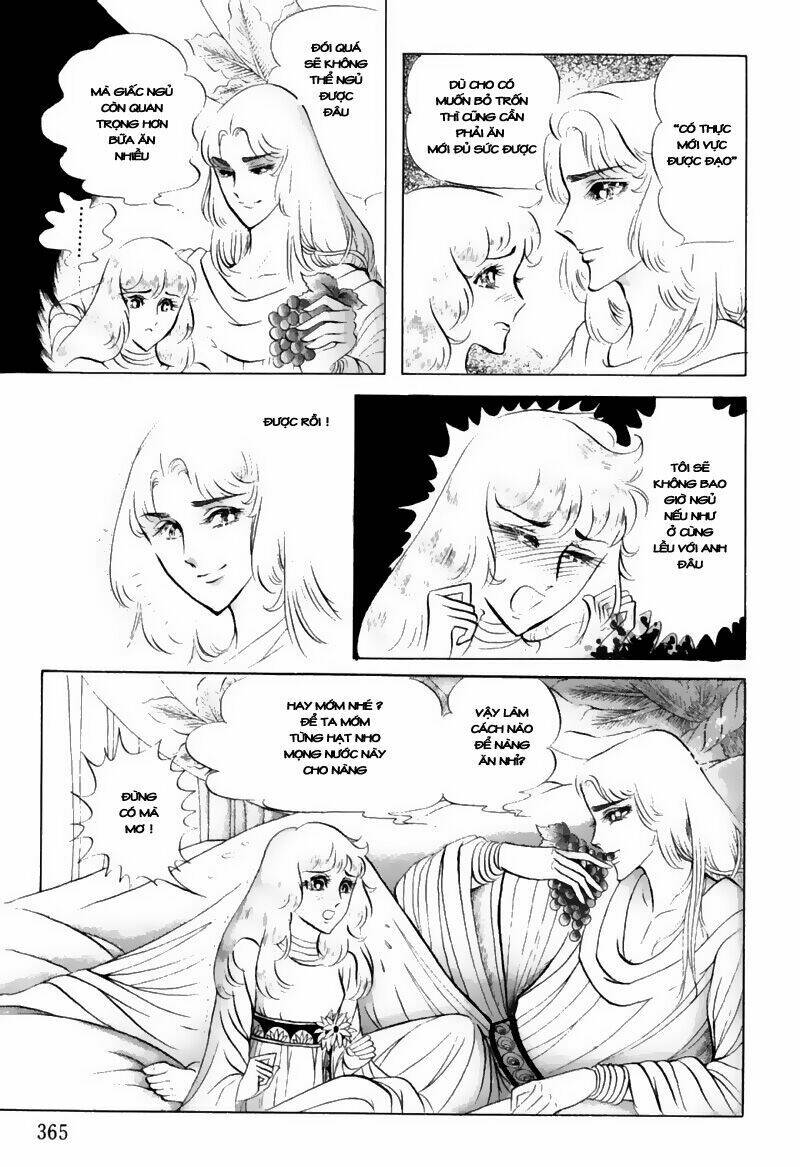 “CÓ THỰC
MỚI VỰC
ĐƯỢC ĐẠO”
DÙ CHO CÓ
MUỐN BỎ TRỐN
THÌ CŨNG CẦN
PHẢI ĂN
MỚI ĐỦ SỨC ĐƯỢC
ĐÓI QUÁ
SẼ KHÔNG
THỂ NGỦ
ĐƯỢC
ĐÂU
MÀ GIẤC NGỦ
CÒN QUAN
TRỌNG HƠN
BỮA ĂN
NHIỀU
TÔI SẼ
KHÔNG BAO
GIỜ NGỦ
NẾU NHƯ
Ở CÙNG
LỀU VỚI ANH
ĐÂU
ĐƯỢC RỒI !
VẬY LÀM
CÁCH NÀO
ĐỂ NÀNG
ĂN NHỈ?
HAY MỚM NHÉ ?
ĐỂ TA MỚM
TỪNG HẠT NHO
MỌNG NƯỚC NÀY
CHO NÀNG
ĐỪNG
CÓ MÀ
MƠ !
365